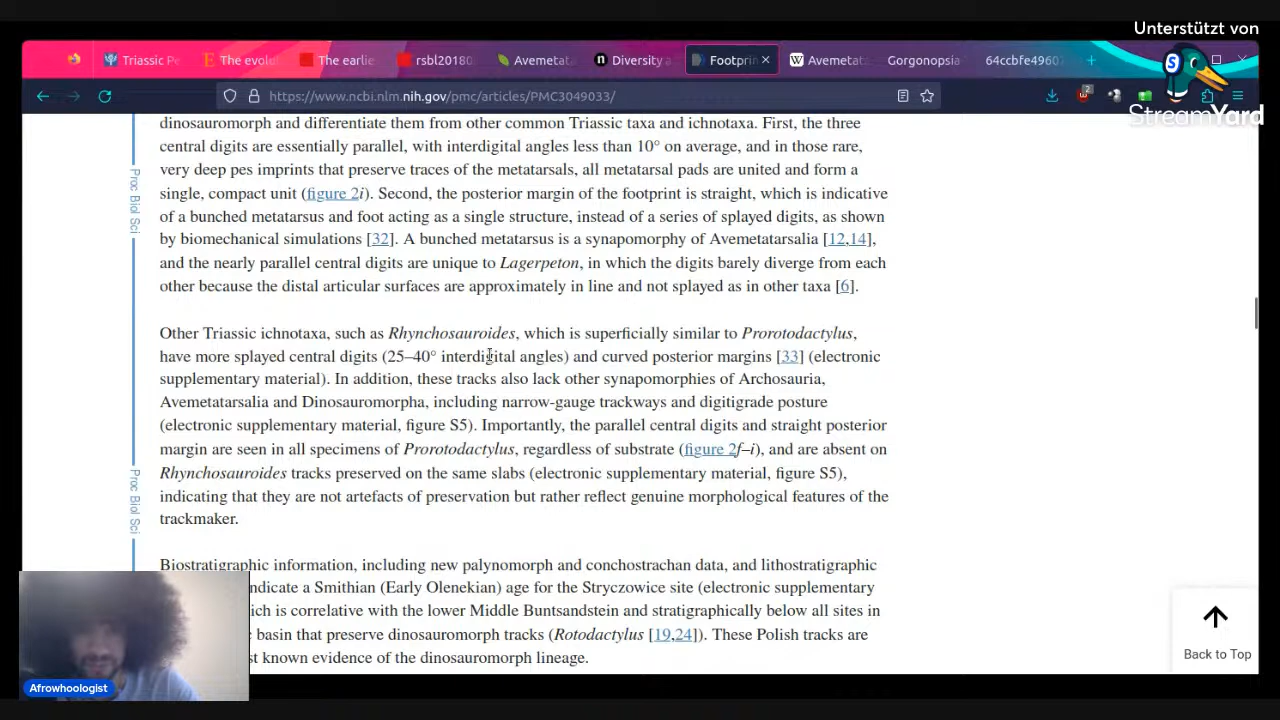 Unterstützt von
StreamYard
Triassic Pe
The evolu
The earlie
rsbl20180
Avemetat
Diversity a
Footprin
Avemetat
Gorgonopsia
64ccbfe4960
https://www.ncbi.nlm.nih.gov/pmc/articles/PMC3049033/
2
dinosauromorph and differentiate them from other common Triassic taxa and ichnotaxa. First, the three
central digits are essentially parallel, with interdigital angles less than 10° on average, and in those rare,
very deep pes imprints that preserve traces of the metatarsals, all metatarsal pads are united and form a
single, compact unit (figure 2i). Second, the posterior margin of the footprint is straight, which is indicative
of a bunched metatarsus and foot acting as a single structure, instead of a series of splayed digits, as shown
by biomechanical simulations [32]. A bunched metatarsus is a synapomorphy of Avemetatarsalia [12,14],
and the nearly parallel central digits are unique to Lagerpeton, in which the digits barely diverge from each
other because the distal articular surfaces are approximately in line and not splayed as in other taxa [6].
Other Triassic ichnotaxa, such as Rhynchosauroides, which is superficially similar to Prorotodactylus,
have more splayed central digits (25–40° interdigital angles) and curved posterior margins [33] (electronic
supplementary material). In addition, these tracks also lack other synapomorphies of Archosauria,
Avemetatarsalia and Dinosauromorpha, including narrow-gauge trackways and digitigrade posture
(electronic supplementary material, figure S5). Importantly, the parallel central digits and straight posterior
margin are seen in all specimens of Prorotodactylus, regardless of substrate (figure 2f–i), and are absent on
Rhynchosauroides tracks preserved on the same slabs (electronic supplementary material, figure S5),
indicating that they are not artefacts of preservation but rather reflect genuine morphological features of the
trackmaker.
Biostratigraphic information, including new palynomorph and conchostrachan data, and lithostratigraphic
ndicate a Smithian (Early Olenekian) age for the Stryczowice site (electronic supplementary
ich is correlative with the lower Middle Buntsandstein and stratigraphically below all sites in
basin that preserve dinosauromorph tracks (Rotodactylus [19,24]). These Polish tracks are
st known evidence of the dinosauromorph lineage.
Proc Biol Sci
Proc Biol Sci
Back to Top
Afrowhoologist